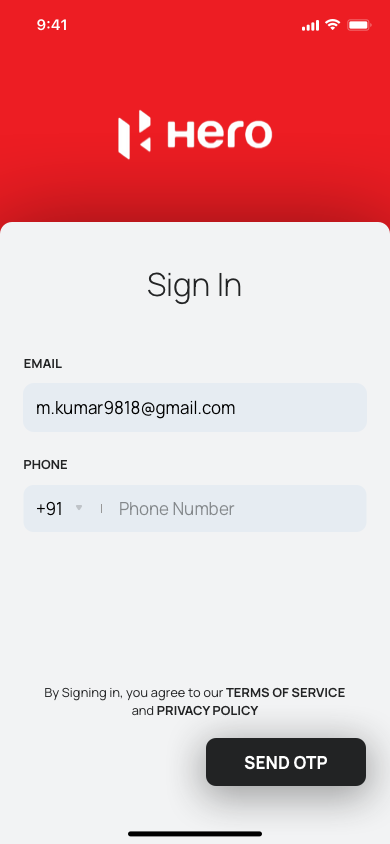 9:41
Hero
Sign In
EMAIL
m.kumar9818@gmail.com
PHONE
+91 Phone Number
By Signing in, you agree to our TERMS OF SERVICE
and PRIVACY POLICY
SEND OTP